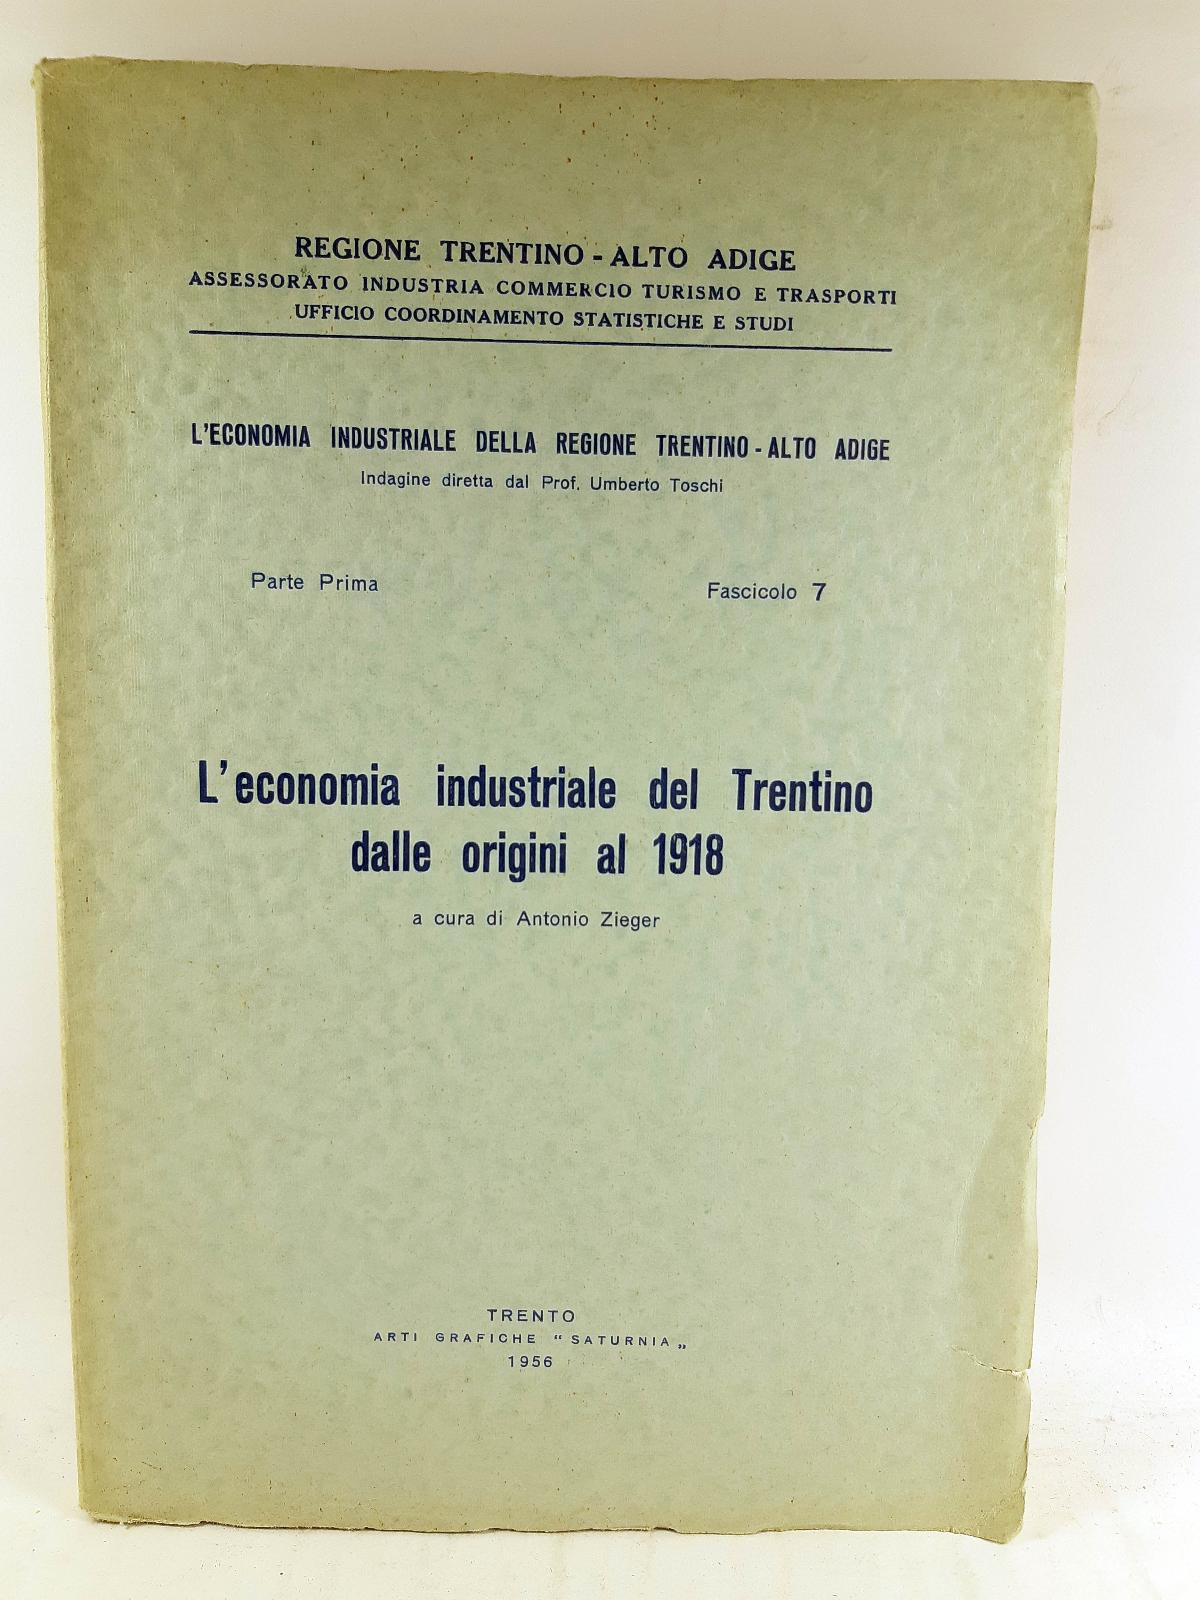 REGIONE TRENTINO - ALTO ADIGE
ASSESSORATO INDUSTRIA COMMERCIO TURISMO E TRASPORTI
UFFICIO COORDINAMENTO STATISTICHE E STUDI
L'ECONOMIA INDUSTRIALE DELLA REGIONE TRENTINO - ALTO ADIGE
Indagine diretta dal Prof. Umberto Toschi
Parte Prima Fascicolo 7
L'economia industriale del Trentino
dalle origini al 1918
a cura di Antonio Zieger
TRENTO
ARTI GRAFICHE “SATURNIA„
1956